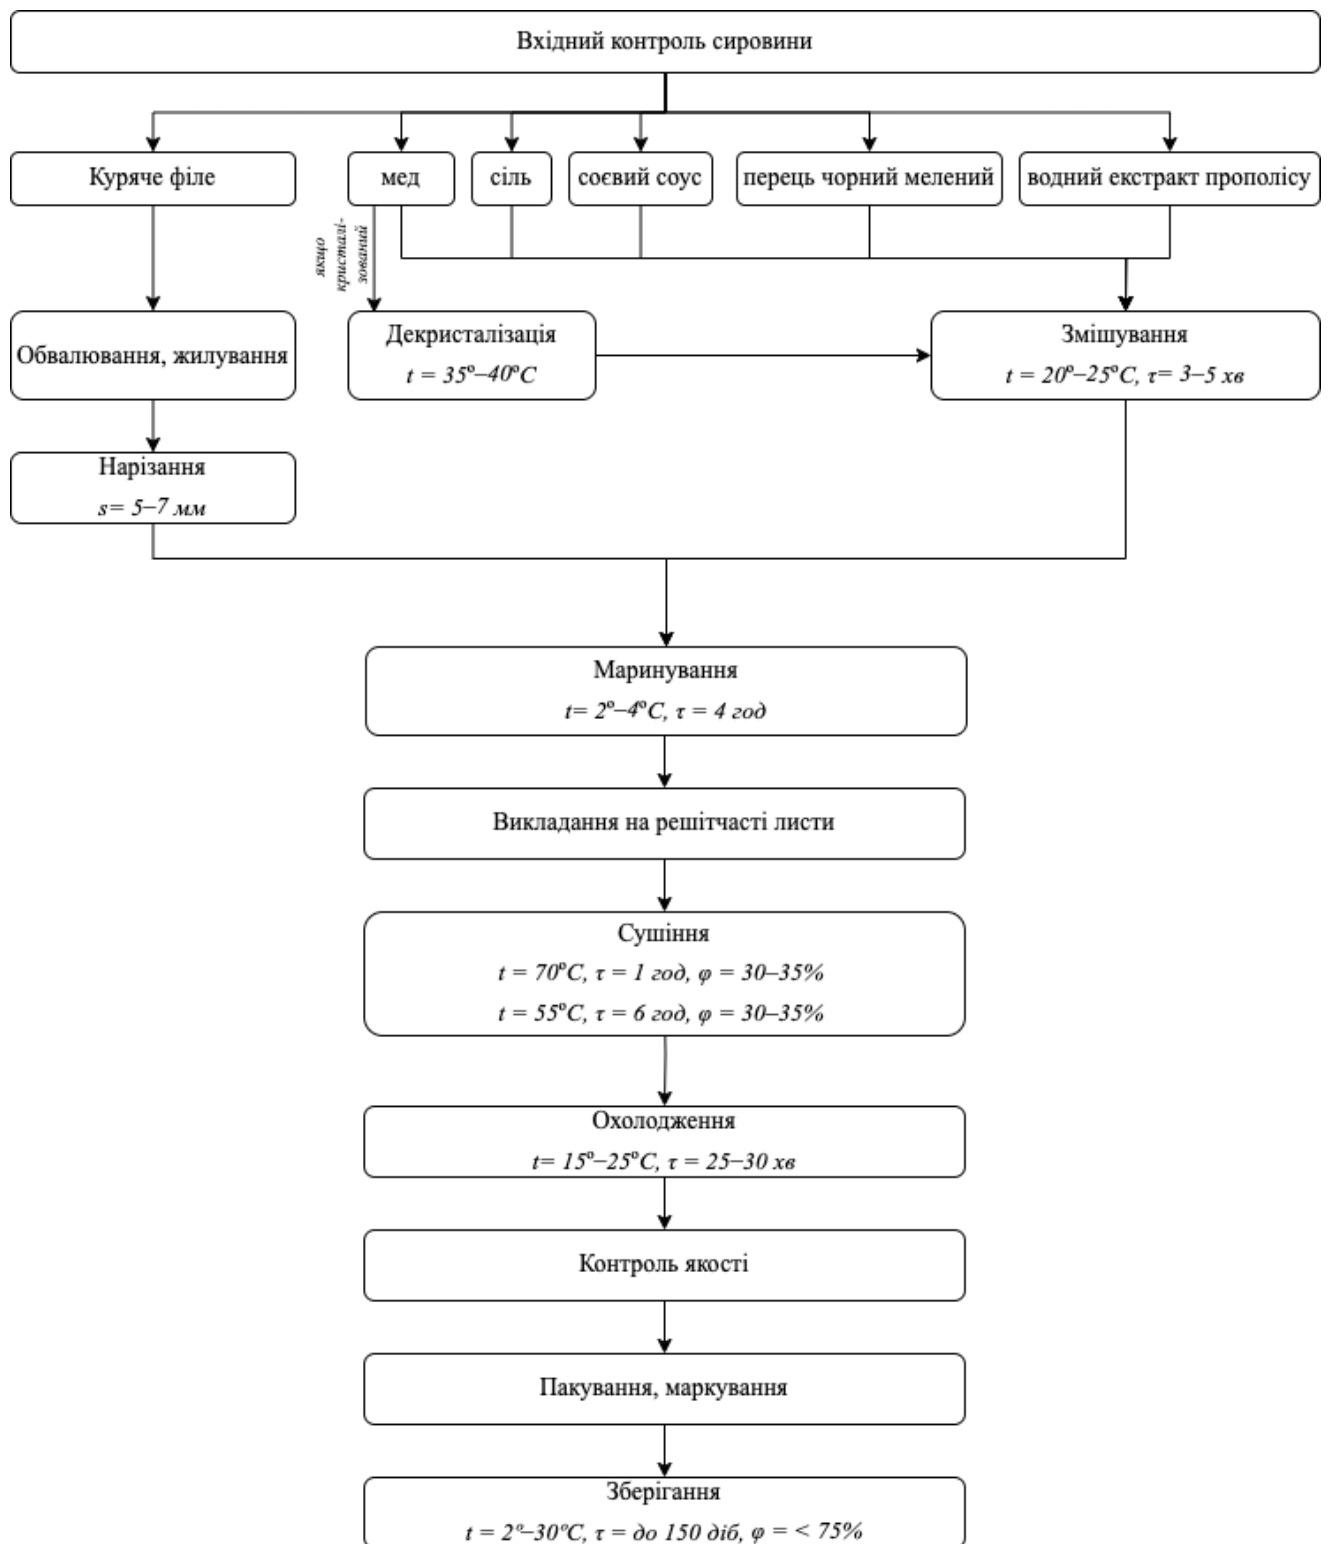 Вхідний контроль сировини
Куряче філе
мед
сіль
соєвий соус
перець чорний мелений
водний екстракт прополісу
якщо
кристалі-
зований
Обвалювання, жилування
Декристалізація
t = 35º–40ºC
Змішування
t = 20º–25ºC, τ= 3–5 хв
Нарізання
s= 5–7 мм
Маринування
t= 2º–4ºC, τ = 4 год
Викладання на решітчасті листи
Сушіння
t = 70ºC, τ = 1 год, φ = 30–35%
t = 55ºC, τ = 6 год, φ = 30–35%
Охолодження
t= 15º–25ºC, τ = 25–30 хв
Контроль якості
Пакування, маркування
Зберігання
t = 2º–30ºC, τ = до 150 діб, φ = < 75%